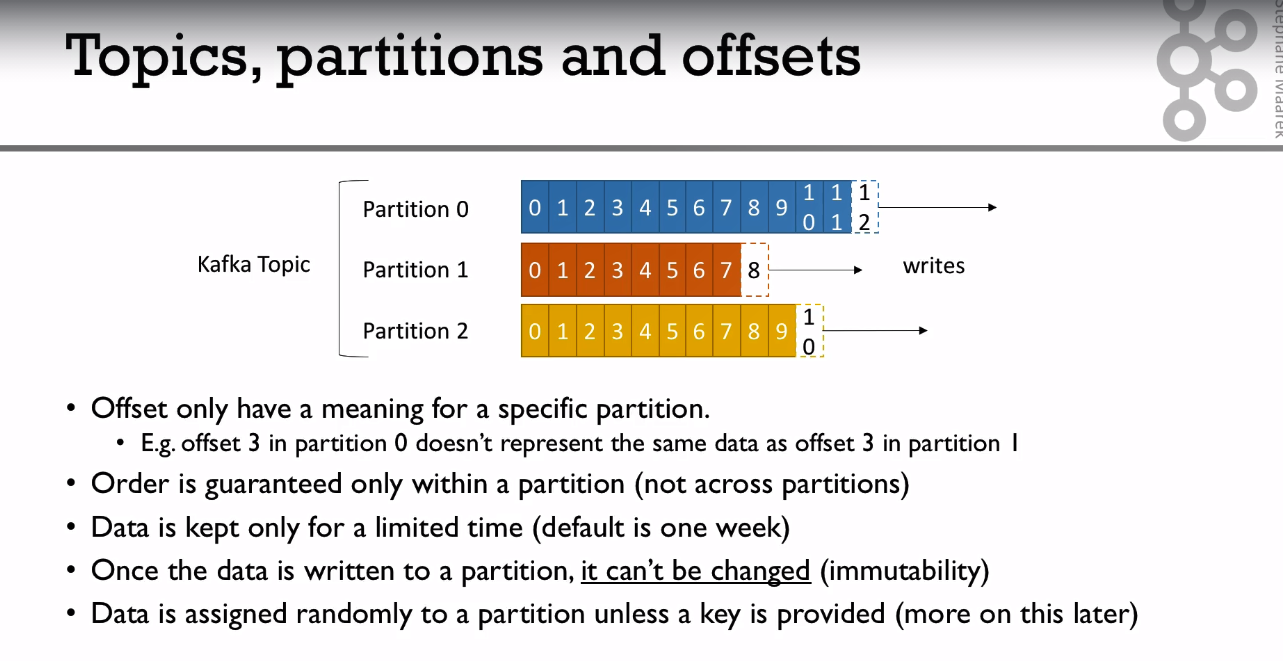 Topics, partitions and offsets
Stephane Maarek
Kafka Topic
Partition 0
0 1 2 3 4 5 6 7 8 9 10 11 12
Partition 1
0 1 2 3 4 5 6 7 8
writes
Partition 2
0 1 2 3 4 5 6 7 8 9 10
• Offset only have a meaning for a specific partition.
• E.g. offset 3 in partition 0 doesn't represent the same data as offset 3 in partition 1
• Order is guaranteed only within a partition (not across partitions)
• Data is kept only for a limited time (default is one week)
• Once the data is written to a partition, it can't be changed (immutability)
• Data is assigned randomly to a partition unless a key is provided (more on this later)